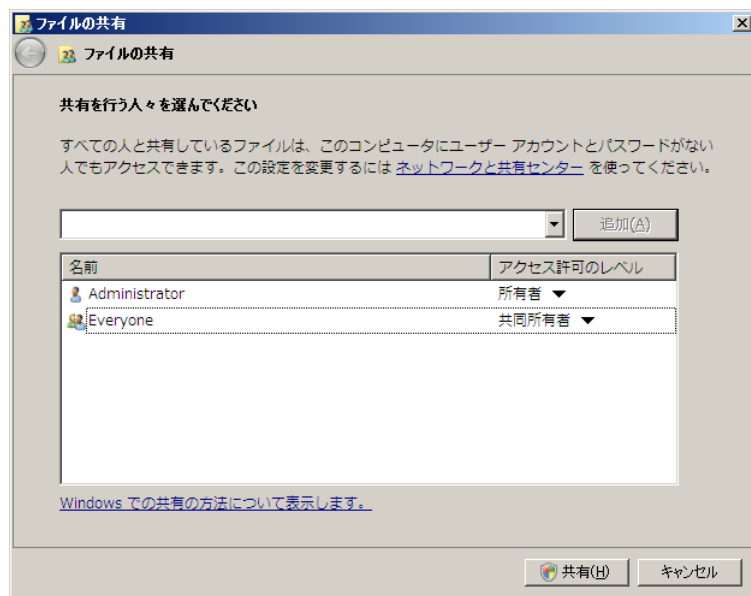 ファイルの共有
ファイルの共有
共有を行う人々を選んでください
すべての人と共有しているファイルは、このコンピュータにユーザー アカウントとパスワードがない
人でもアクセスできます。この設定を変更するには ネットワークと共有センター を使ってください。
追加(A)
名前 アクセス許可のレベル
Administrator 所有者 ▼
Everyone 共同所有者 ▼
Windows での共有の方法について表示します。
共有(H) キャンセル